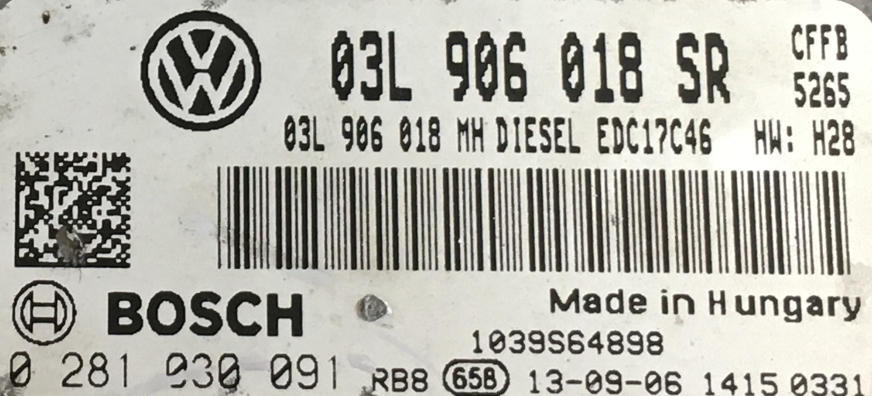 03L 906 018 SR CFFB
5265
03L 906 018 MH DIESEL EDC17C46 HW: H28
BOSCH
Made in Hungary
1039S64898
0 281 030 091 RB8 65B 13-09-06 1415 0331